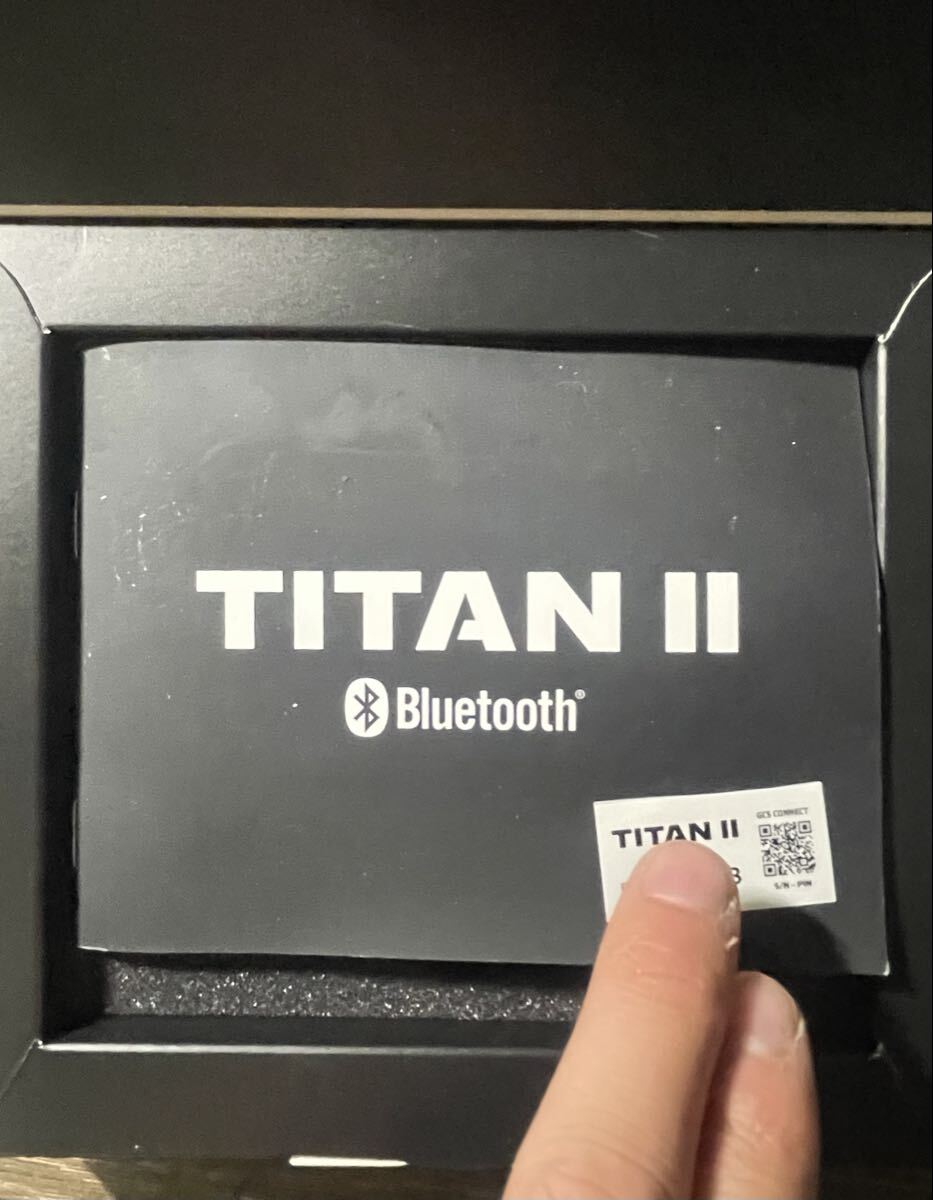 TITAN II
Bluetooth®
GCS CONNECT
TITAN II
S/N - PIN